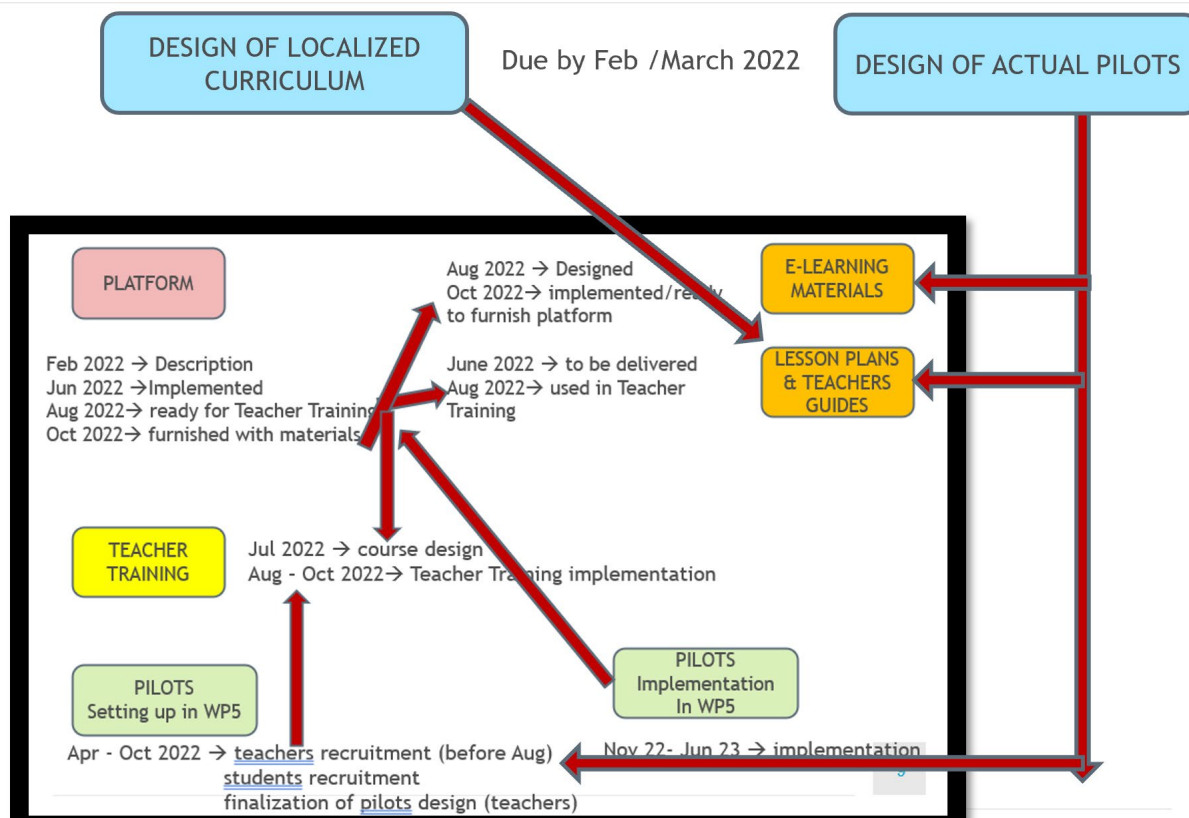 DESIGN OF LOCALIZED
CURRICULUM
Due by Feb /March 2022
DESIGN OF ACTUAL PILOTS
PLATFORM
Feb 2022 → Description
Jun 2022 →Implemented
Aug 2022→ ready for Teacher Training
Oct 2022→ furnished with materials
Aug 2022 → Designed
Oct 2022→ implemented/ready
to furnish platform
June 2022 → to be delivered
Aug 2022→ used in Teacher
Training
E-LEARNING
MATERIALS
LESSON PLANS
& TEACHERS
GUIDES
TEACHER
TRAINING
Jul 2022 → course design
Aug - Oct 2022→ Teacher Training implementation
PILOTS
Setting up in WP5
PILOTS
Implementation
In WP5
Apr - Oct 2022 → teachers recruitment (before Aug)
students recruitment
finalization of pilots design (teachers)
Nov 22- Jun 23 → implementation